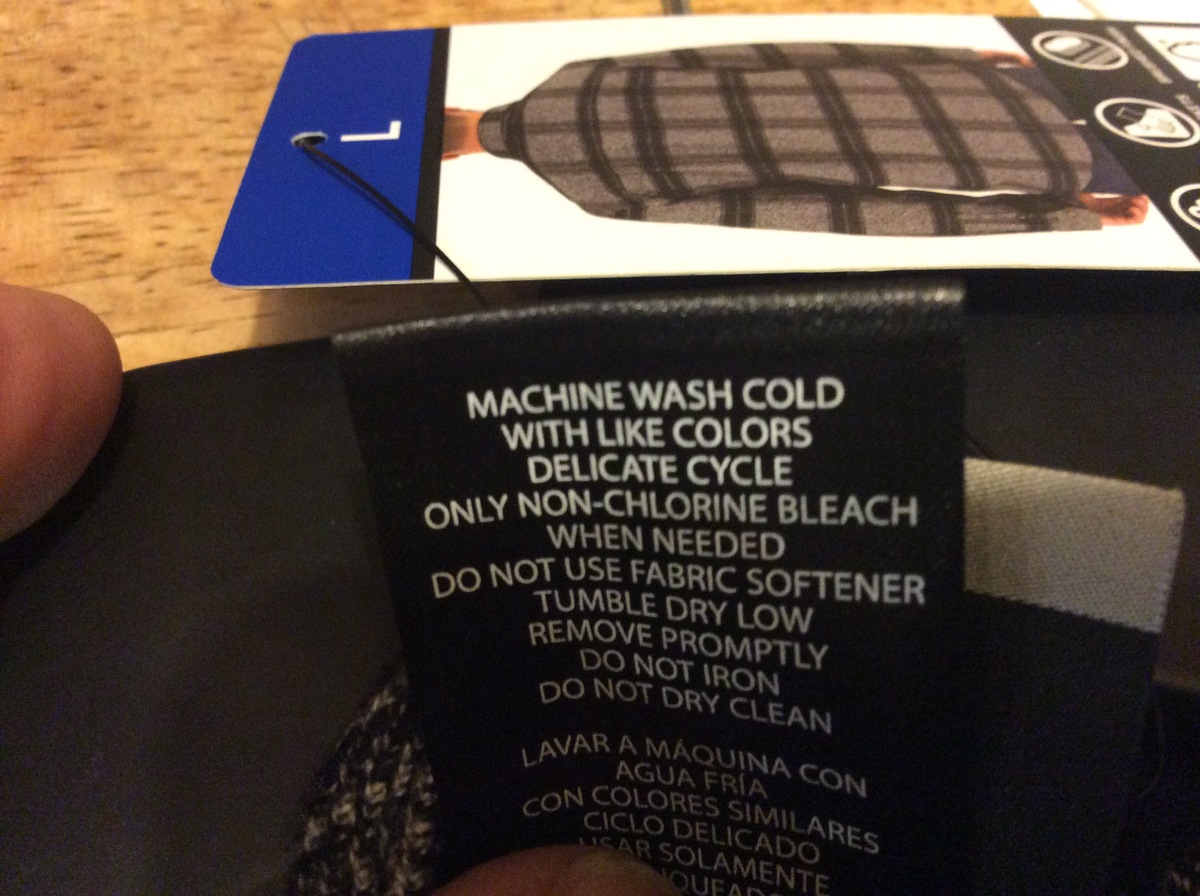 L
MACHINE WASH COLD
WITH LIKE COLORS
DELICATE CYCLE
ONLY NON-CHLORINE BLEACH
WHEN NEEDED
DO NOT USE FABRIC SOFTENER
TUMBLE DRY LOW
REMOVE PROMPTLY
DO NOT IRON
DO NOT DRY CLEAN
LAVAR A MÁQUINA CON
AGUA FRÍA
CON COLORES SIMILARES
CICLO DELICADO
USAR SOLAMENTE